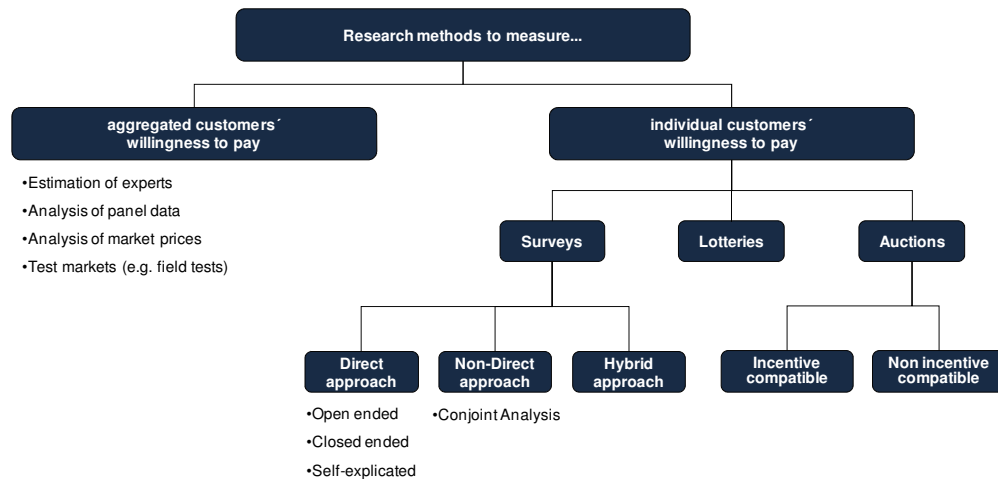 Research methods to measure...
aggregated customers´
willingness to pay
individual customers´
willingness to pay
•Estimation of experts
•Analysis of panel data
•Analysis of market prices
•Test markets (e.g. field tests)
Surveys
Lotteries
Auctions
Direct
approach
Non-Direct
approach
Hybrid
approach
Incentive
compatible
Non incentive
compatible
•Open ended
•Closed ended
•Self-explicated
•Conjoint Analysis